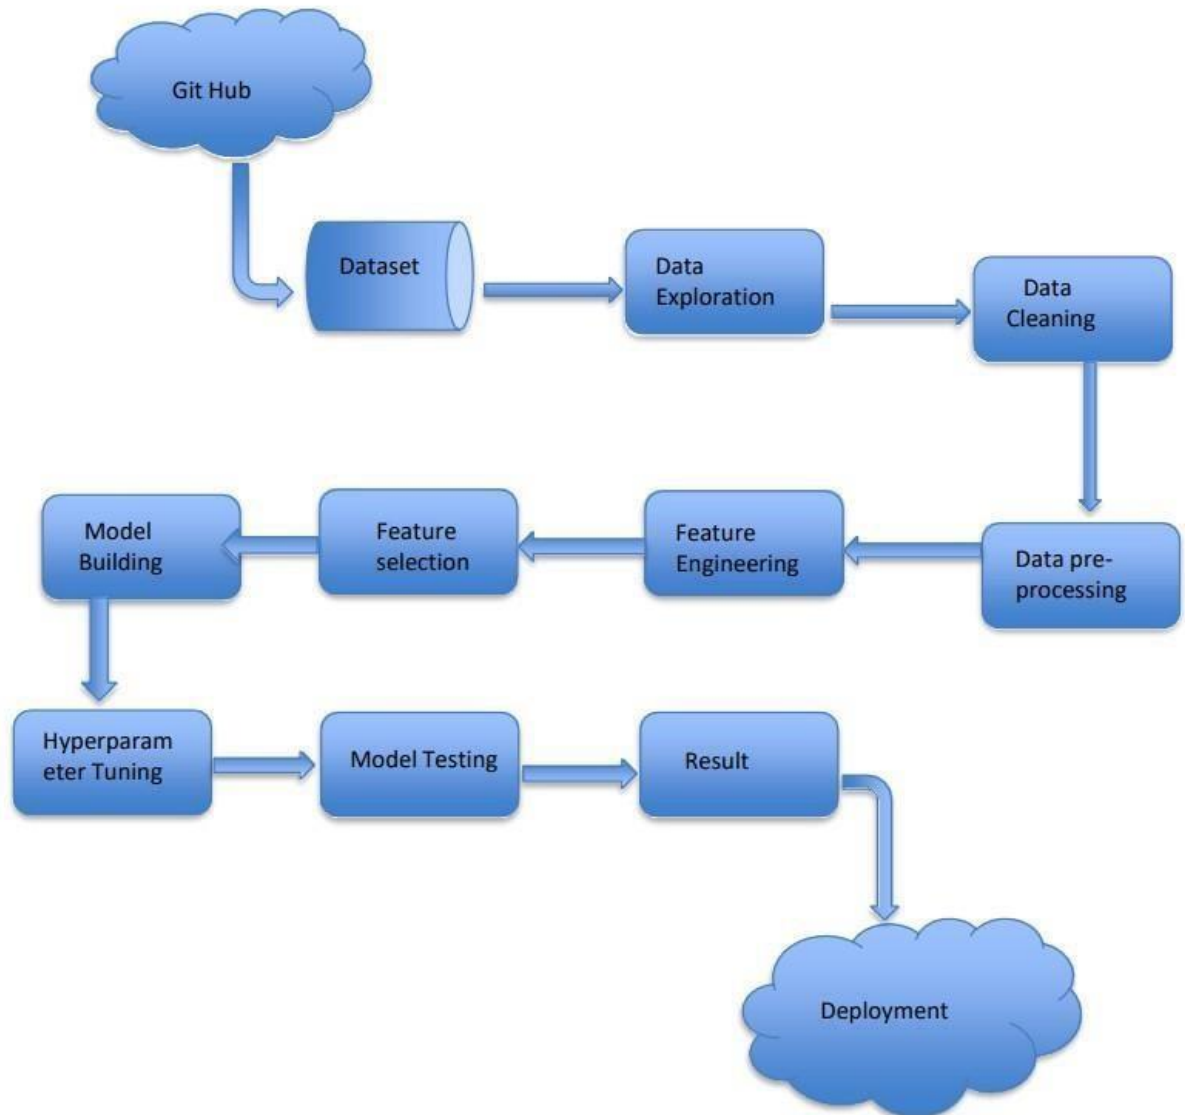 Git Hub
Dataset
Data
Exploration
Data
Cleaning
Model
Building
Feature
selection
Feature
Engineering
Data pre-
processing
Hyperparam
eter Tuning
Model Testing
Result
Deployment